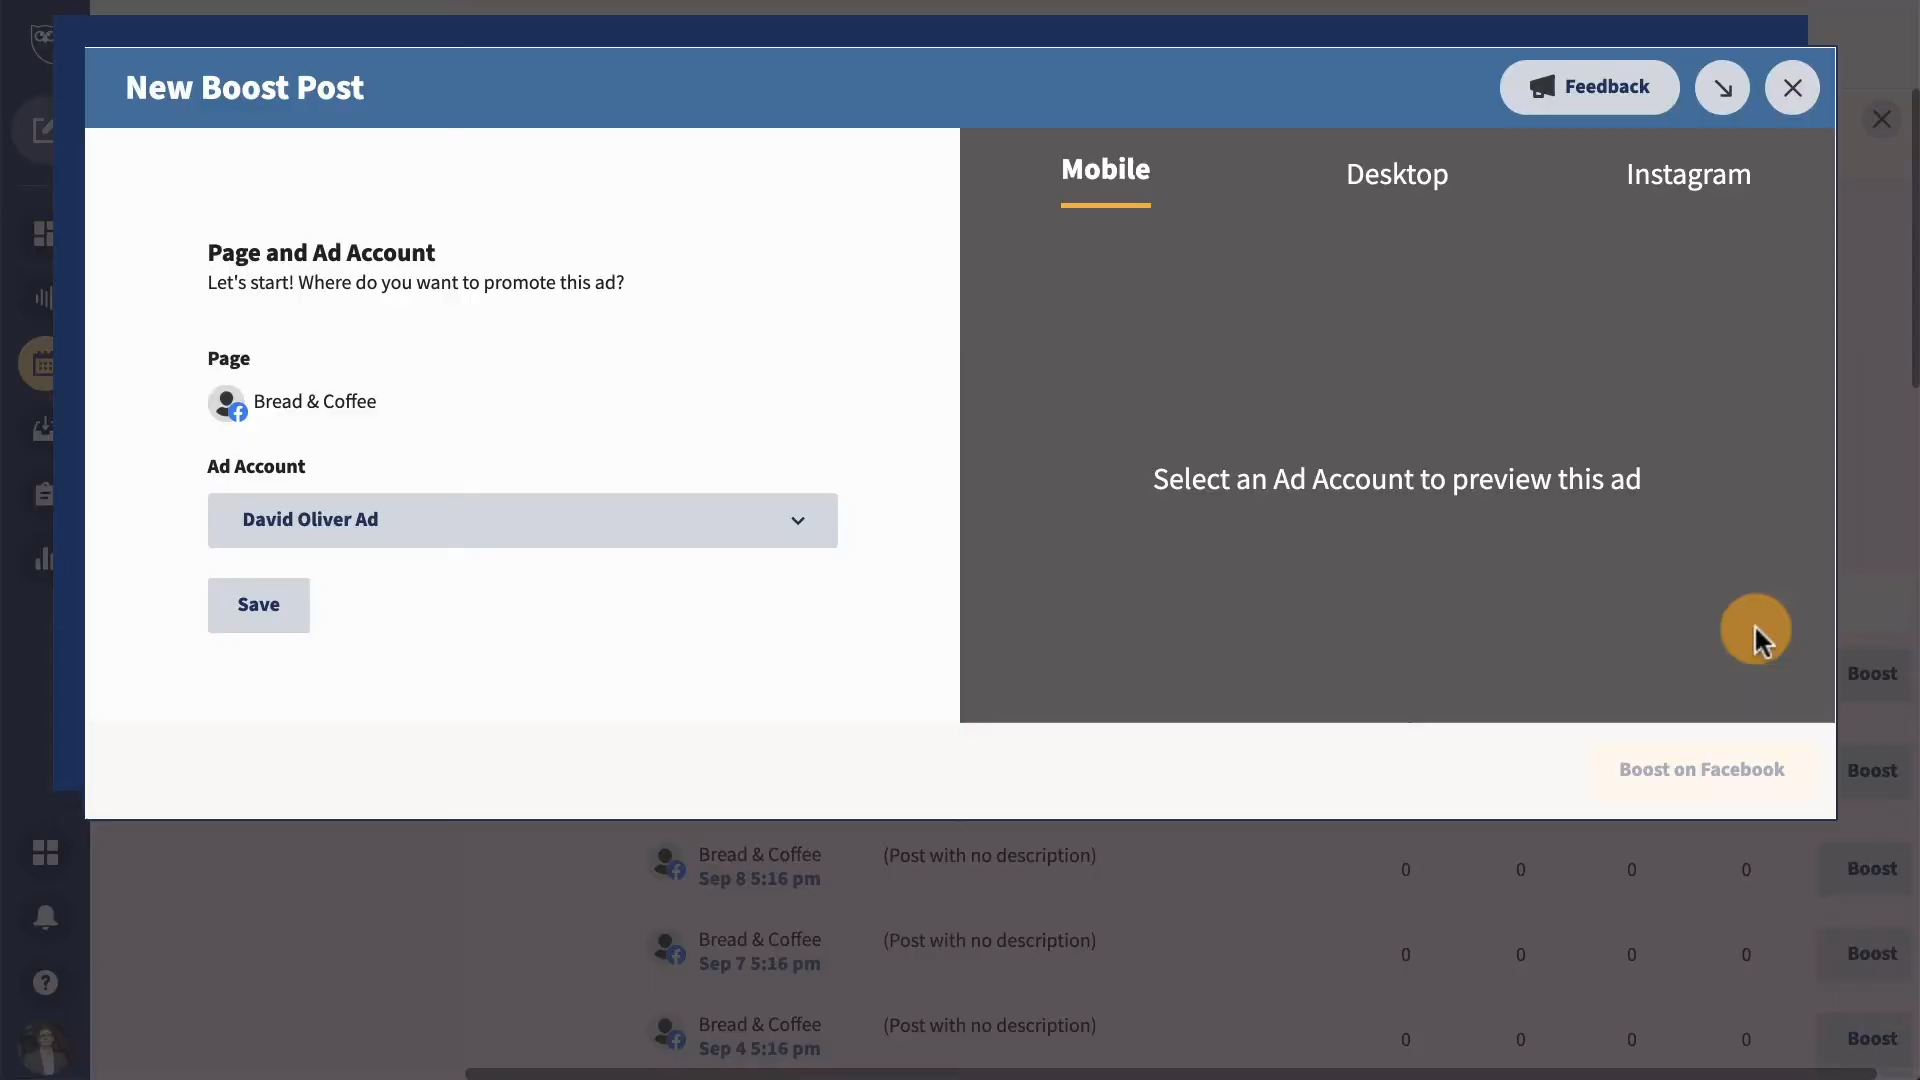 New Boost Post
Feedback
Page and Ad Account
Let's start! Where do you want to promote this ad?
Page
Bread & Coffee
Ad Account
David Oliver Ad
Save
Mobile Desktop Instagram
Select an Ad Account to preview this ad
Boost on Facebook
Boost
Boost
Bread & Coffee (Post with no description) 0 0 0 0 Boost
Sep 8 5:16 pm
Bread & Coffee (Post with no description) 0 0 0 0 Boost
Sep 7 5:16 pm
Bread & Coffee (Post with no description) 0 0 0 0 Boost
Sep 4 5:16 pm